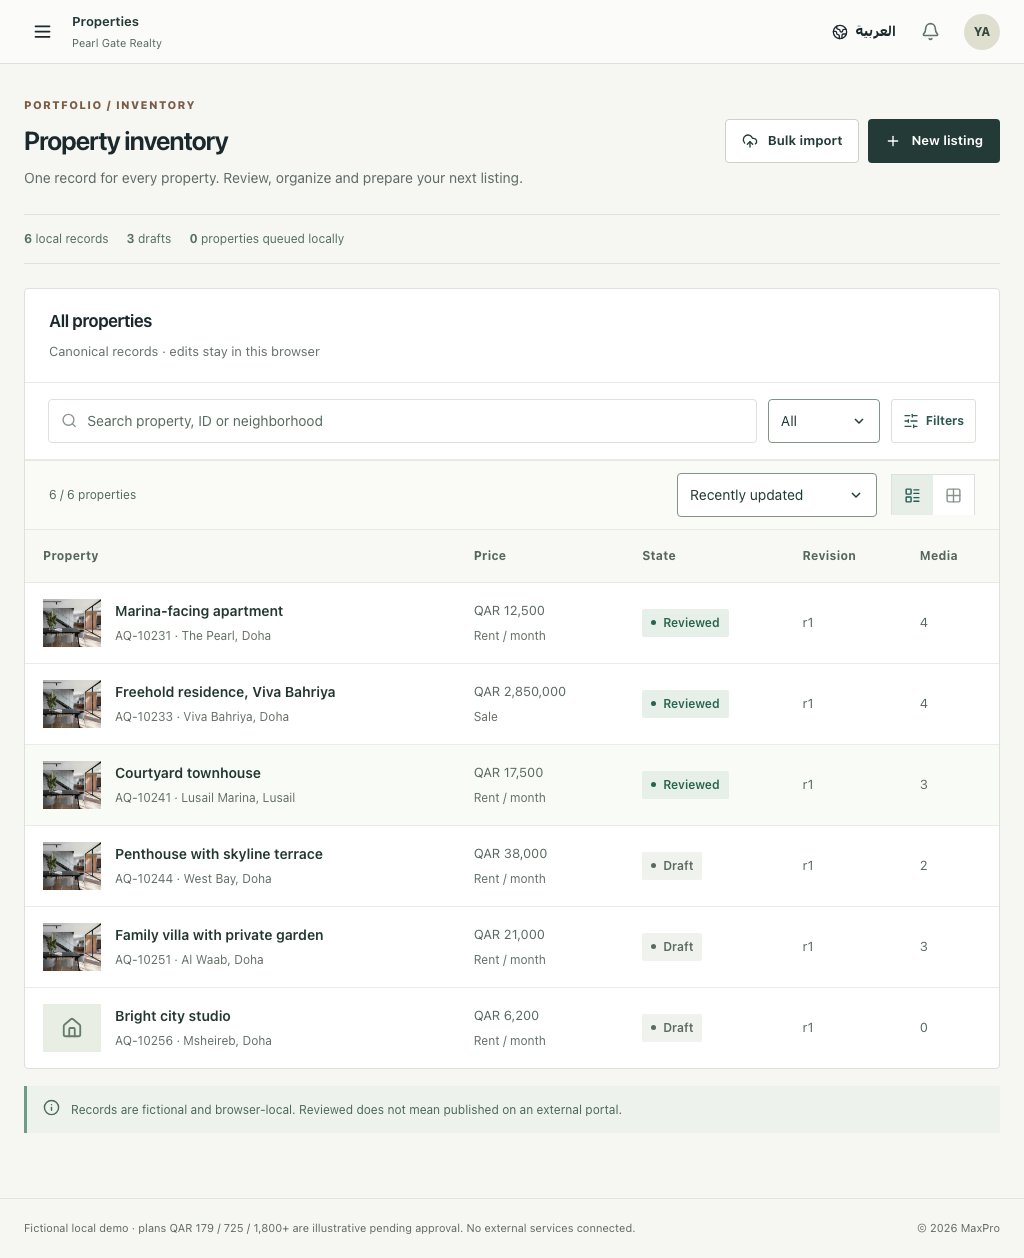 Properties
Pearl Gate Realty
العربية
YA
PORTFOLIO / INVENTORY
Property inventory
One record for every property. Review, organize and prepare your next listing.
Bulk import
New listing
6 local records 3 drafts 0 properties queued locally
All properties
Canonical records · edits stay in this browser
Search property, ID or neighborhood
All
Filters
6 / 6 properties
Recently updated
Property Price State Revision Media
Marina-facing apartment
AQ-10231 · The Pearl, Doha
QAR 12,500
Rent / month
Reviewed
r1
4
Freehold residence, Viva Bahriya
AQ-10233 · Viva Bahriya, Doha
QAR 2,850,000
Sale
Reviewed
r1
4
Courtyard townhouse
AQ-10241 · Lusail Marina, Lusail
QAR 17,500
Rent / month
Reviewed
r1
3
Penthouse with skyline terrace
AQ-10244 · West Bay, Doha
QAR 38,000
Rent / month
Draft
r1
2
Family villa with private garden
AQ-10251 · Al Waab, Doha
QAR 21,000
Rent / month
Draft
r1
3
Bright city studio
AQ-10256 · Msheireb, Doha
QAR 6,200
Rent / month
Draft
r1
0
Records are fictional and browser-local. Reviewed does not mean published on an external portal.
Fictional local demo · plans QAR 179 / 725 / 1,800+ are illustrative pending approval. No external services connected.
© 2026 MaxPro